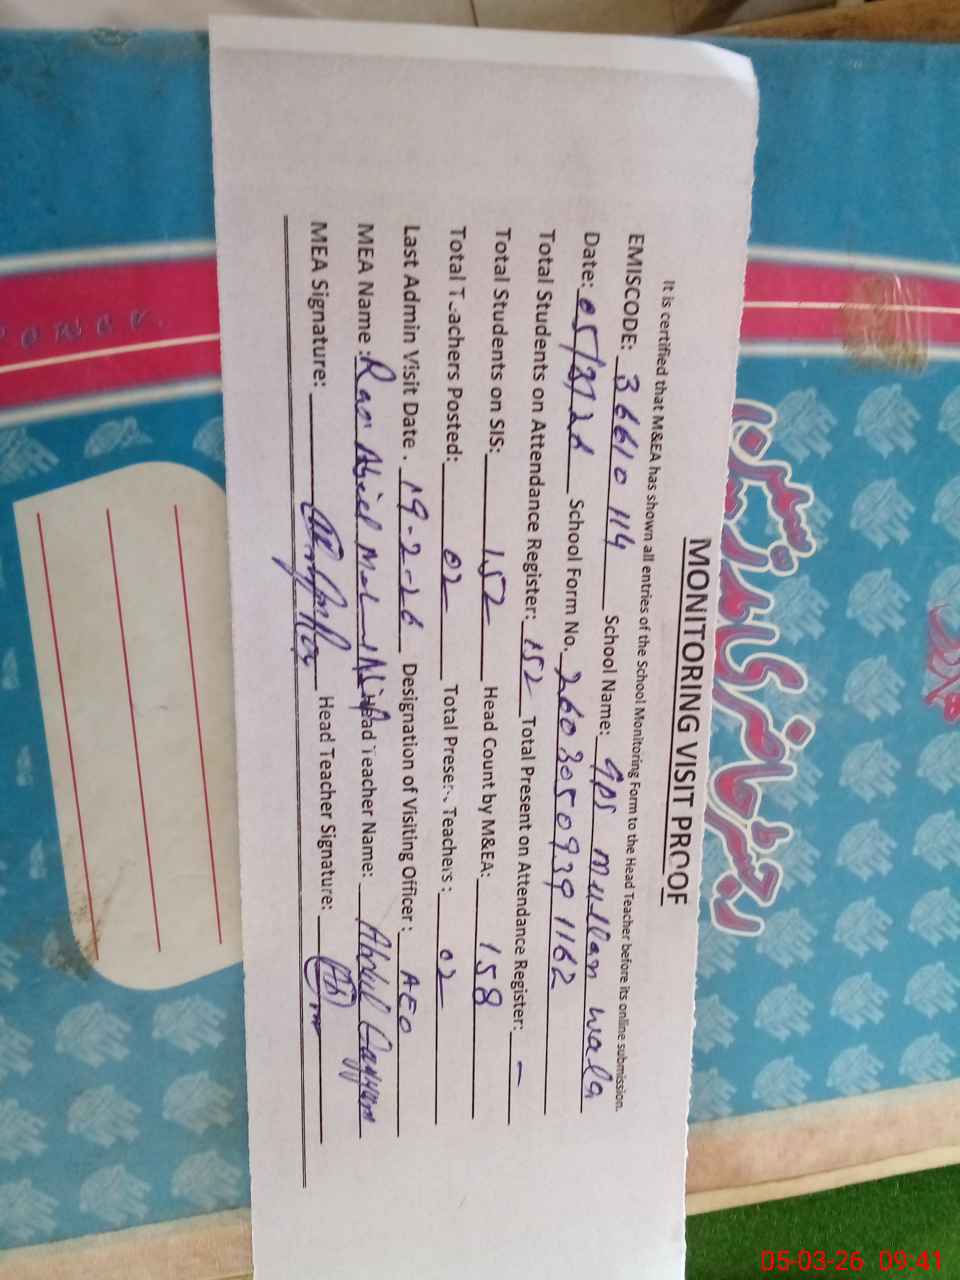 رجسٹر حاضری مدرسین
MONITORING VISIT PROOF
It is certified that M&EA has shown all entries of the School Monitoring Form to the Head Teacher before its online submission.
EMISCODE: 36610114 School Name: GPS Mussan wala
Date: 05/3/26 School Form No. 26030509391162
Total Students on Attendance Register: 152 Total Present on Attendance Register: -
Total Students on SIS: 152 Head Count by M&EA: 158
Total Teachers Posted: 02 Total Present Teachers: 02
Last Admin Visit Date. 19-2-26 Designation of Visiting Officer: AEO
MEA Name: Rao Head Teacher Name: Abdul Qayyum
MEA Signature: Head Teacher Signature:
05-03-26 09:41